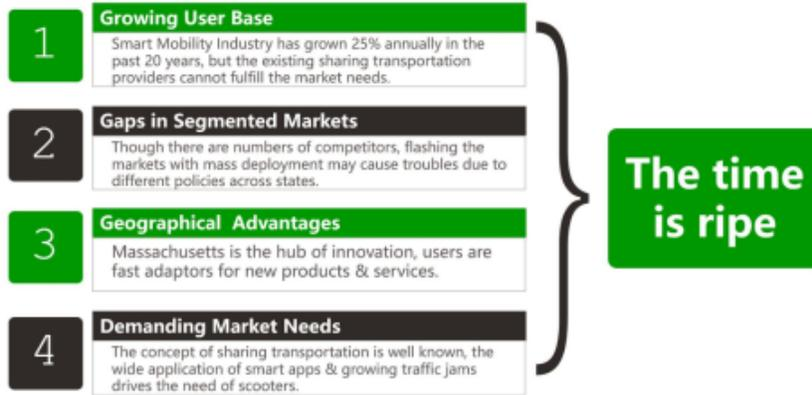 1
Growing User Base
Smart Mobility Industry has grown 25% annually in the
past 20 years, but the existing sharing transportation
providers cannot fulfill the market needs.
2
Gaps in Segmented Markets
Though there are numbers of competitors, flashing the
markets with mass deployment may cause troubles due to
different policies across states.
3
Geographical Advantages
Massachusetts is the hub of innovation, users are
fast adaptors for new products & services.
4
Demanding Market Needs
The concept of sharing transportation is well known, the
wide application of smart apps & growing traffic jams
drives the need of scooters.
The time
is ripe